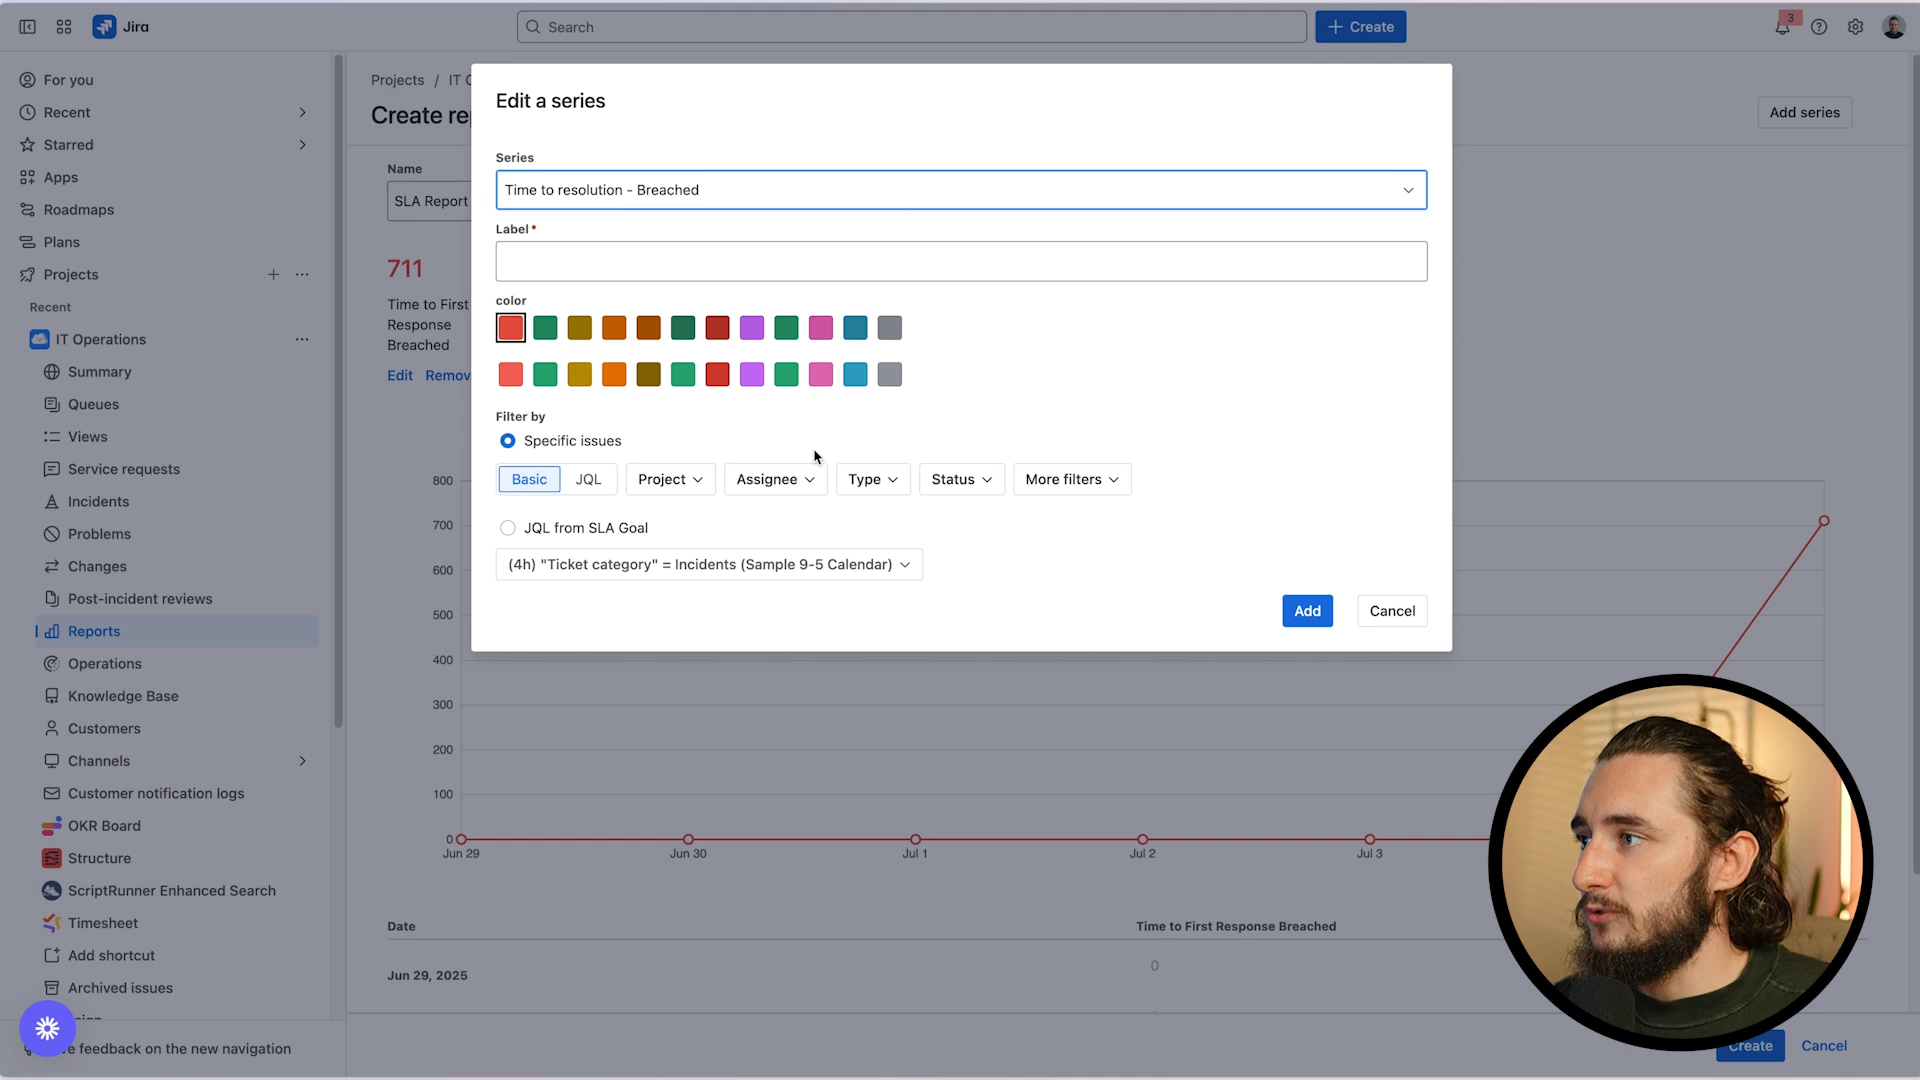 Jira
Search
Create
3
For you
Recent
Starred
Apps
Roadmaps
Plans
Projects
Recent
IT Operations
Summary
Queues
Views
Service requests
Incidents
Problems
Changes
Post-incident reviews
Reports
Operations
Knowledge Base
Customers
Channels
Customer notification logs
OKR Board
Structure
ScriptRunner Enhanced Search
Timesheet
Add shortcut
Archived issues
feedback on the new navigation
Projects / IT
Create
Add series
Name
SLA Report
711
Time to First
Response
Breached
Edit Remov
Edit a series
Series
Time to resolution - Breached
Label*
color
Filter by
Specific issues
Basic JQL Project Assignee Type Status More filters
JQL from SLA Goal
(4h) "Ticket category" = Incidents (Sample 9-5 Calendar)
Add Cancel
800
700
600
500
400
300
200
100
0
Jun 29 Jun 30 Jul 1 Jul 2 Jul 3
Date Time to First Response Breached
Jun 29, 2025 0
Create Cancel